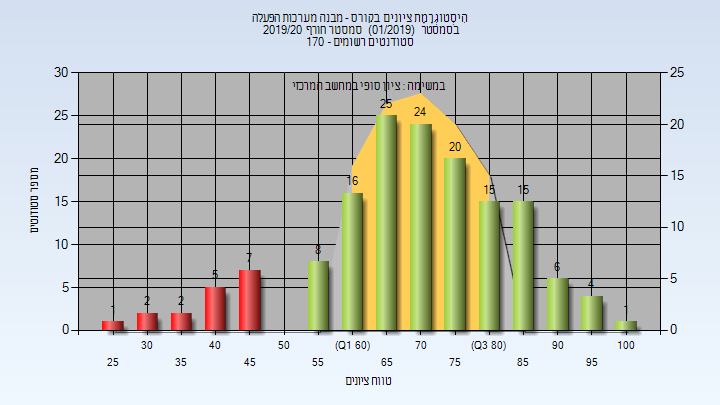 הִיסְטוֹגְרַמַת ציונים בקורס - מבנה מערכות הפעלה
בסמסטר (01/2019) סמסטר חורף 2019/20
סטודנטים רשומים - 170
במשימה : ציון סופי במחשב המרכזי
30 25 20 15 10 5 0
25 20 15 10 5 0
מספר סטודנטים
1 2 2 5 7 8 16 25 24 20 15 15 6 4 1
30 40 50 (Q1 60) 70 (Q3 80) 90 100
25 35 45 55 65 75 85 95
טווח ציונים